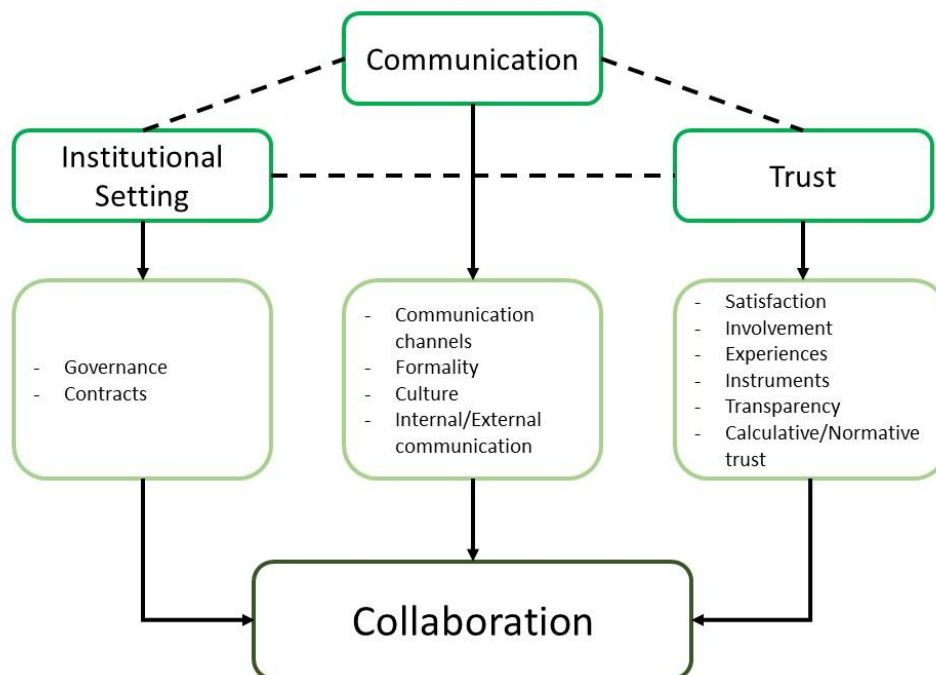 Communication
Institutional
Setting
Trust
- Governance
- Contracts
- Communication
channels
- Formality
- Culture
- Internal/External
communication
- Satisfaction
- Involvement
- Experiences
- Instruments
- Transparency
- Calculative/Normative
trust
Collaboration